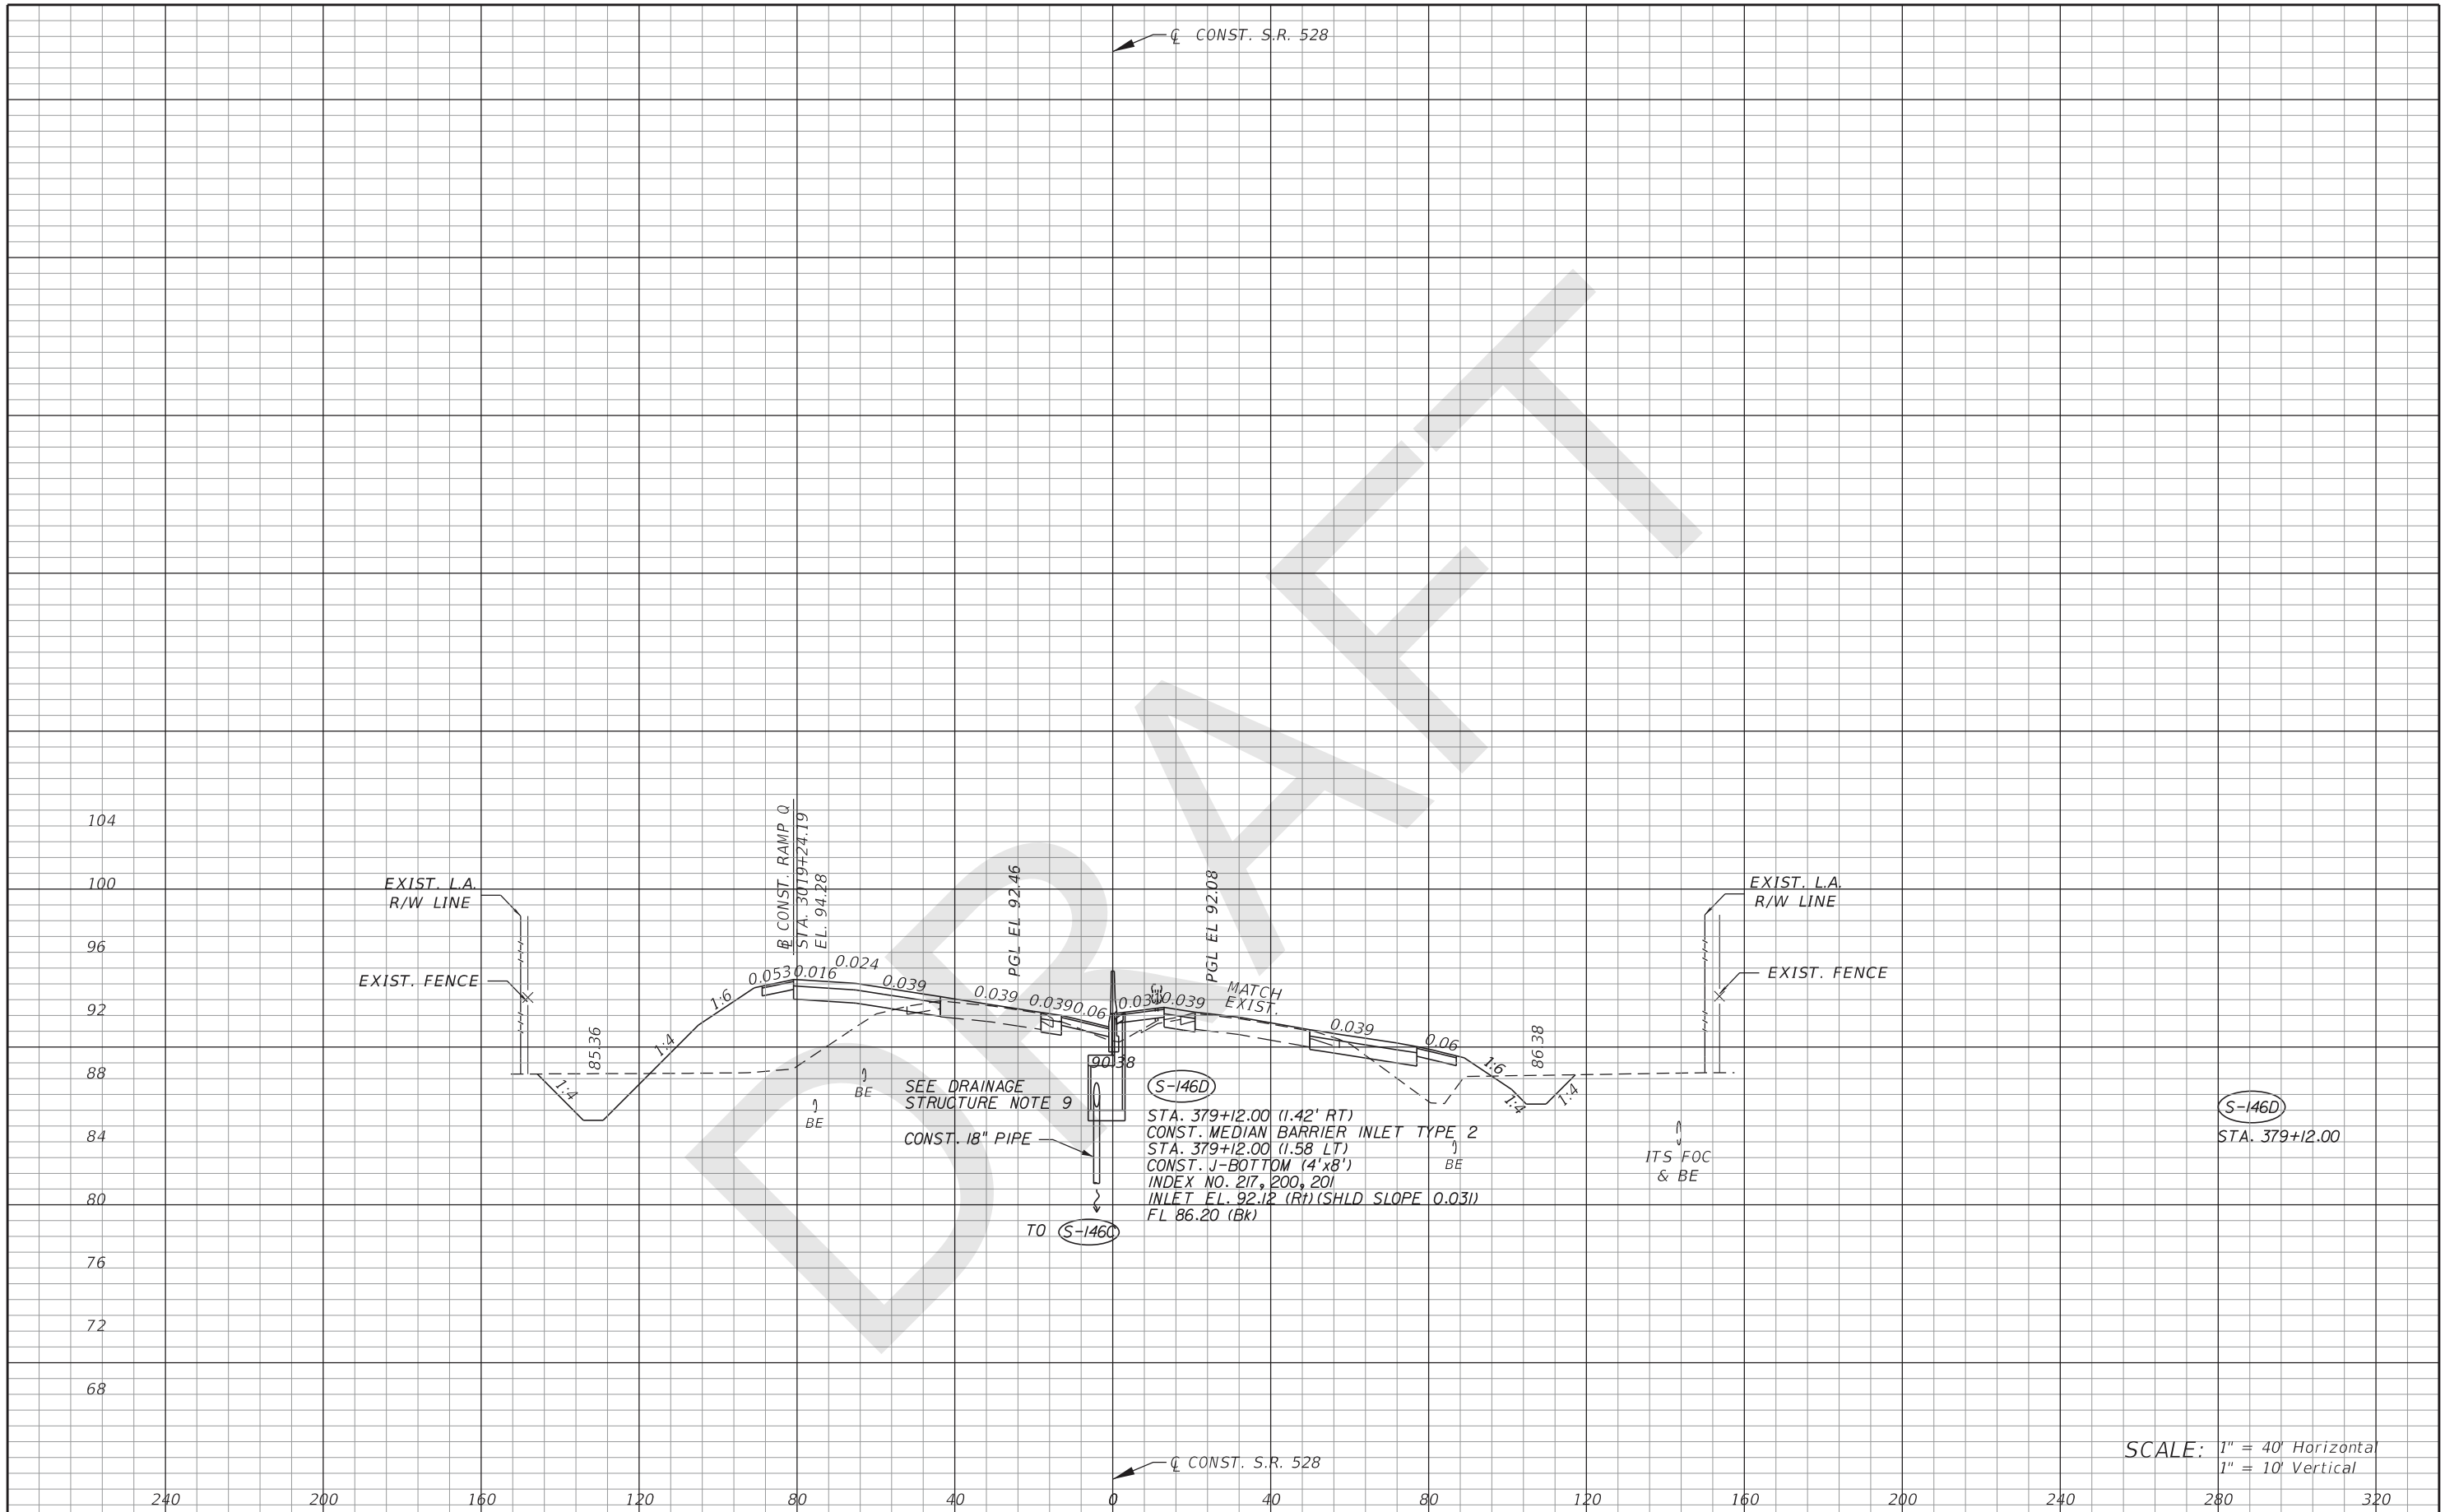 ℄ CONST. S.R. 528
DRAFT
104
100
96
92
88
84
80
76
72
68
EXIST. L.A.
R/W LINE
EXIST. FENCE
1:4
85.36
1:4
1:6
℄ CONST. RAMP Q
STA. 3019+24.19
EL. 94.28
0.053
0.016
0.024
0.039
0.039
0.039
0.06
PGL EL 92.46
PGL EL 92.08
0.039
MATCH
EXIST.
0.039
0.06
1:6
1:4
86.38
1:4
EXIST. L.A.
R/W LINE
EXIST. FENCE
BE
BE
90.38
SEE DRAINAGE
STRUCTURE NOTE 9
CONST. 18" PIPE
TO S-146C
S-146D
STA. 379+12.00 (1.42' RT)
CONST. MEDIAN BARRIER INLET TYPE 2
STA. 379+12.00 (1.58 LT)
CONST. J-BOTTOM (4'x8')
INDEX NO. 217, 200, 201
INLET EL. 92.12 (Rt) (SHLD SLOPE 0.031)
FL 86.20 (Bk)
BE
ITS FOC
& BE
S-146D
STA. 379+12.00
℄ CONST. S.R. 528
SCALE: 1" = 40' Horizontal
1" = 10' Vertical
240 200 160 120 80 40 0 40 80 120 160 200 240 280 320